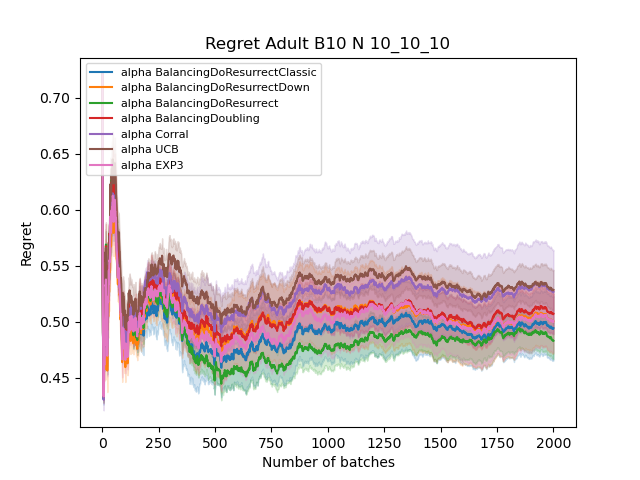 Regret Adult B10 N 10_10_10
alpha BalancingDoResurrectClassic
alpha BalancingDoResurrectDown
alpha BalancingDoResurrect
alpha BalancingDoubling
alpha Corral
alpha UCB
alpha EXP3
0.70
0.65
0.60
0.55
0.50
0.45
Regret
0 250 500 750 1000 1250 1500 1750 2000
Number of batches